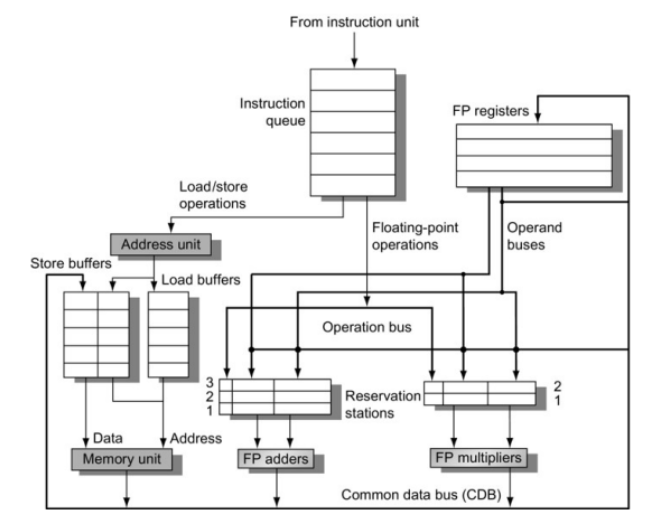 From instruction unit
Instruction
queue
FP registers
Load/store
operations
Floating-point
operations
Operand
buses
Address unit
Store buffers
Load buffers
Operation bus
3
2
1
Reservation
stations
2
1
Data
Address
Memory unit
FP adders
FP multipliers
Common data bus (CDB)